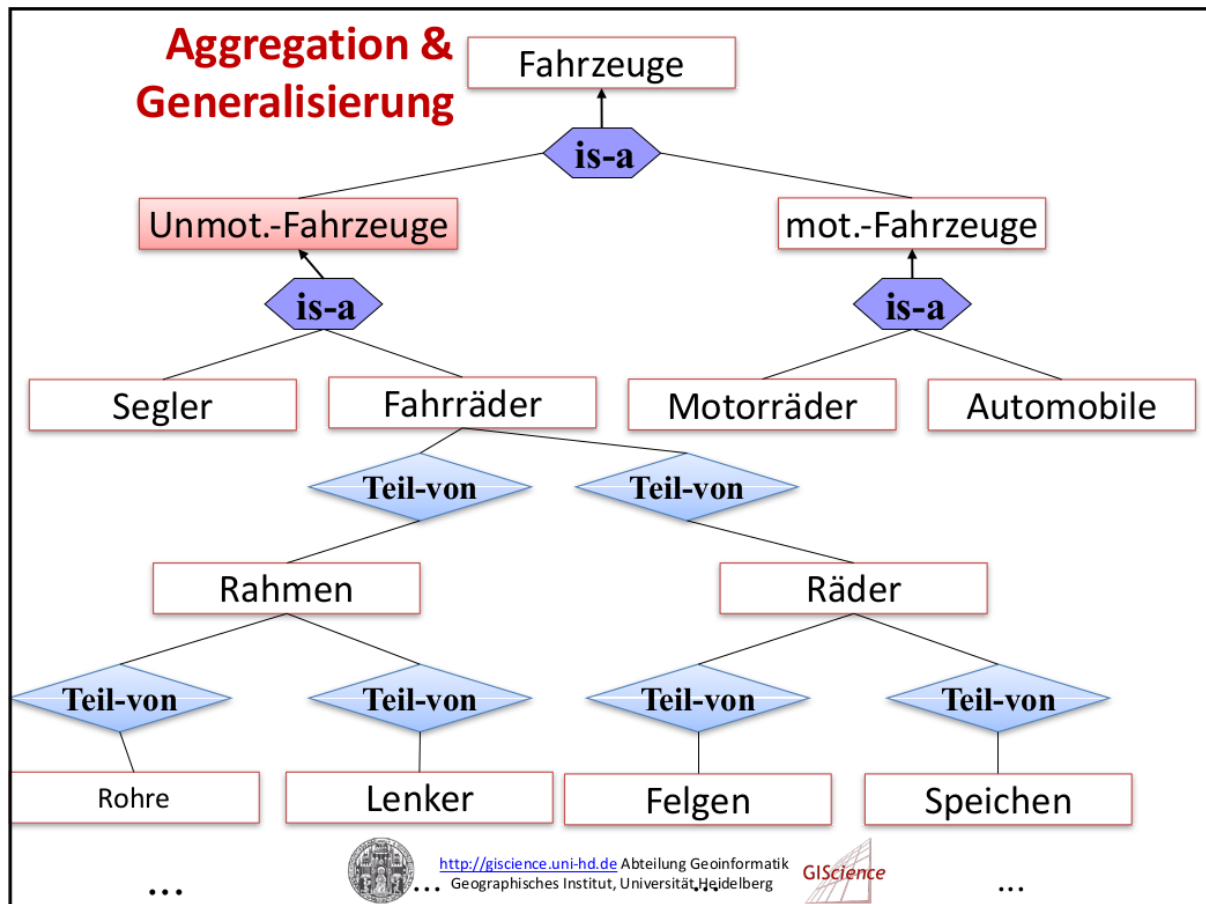 Aggregation &
Generalisierung
Fahrzeuge
is-a
Unmot.-Fahrzeuge
mot.-Fahrzeuge
is-a
is-a
Segler
Fahrräder
Motorräder
Automobile
Teil-von
Teil-von
Rahmen
Räder
Teil-von
Teil-von
Teil-von
Teil-von
Rohre
Lenker
Felgen
Speichen
http://giscience.uni-hd.de Abteilung Geoinformatik
Geographisches Institut, Universität Heidelberg
GIScience
...
...
...
...